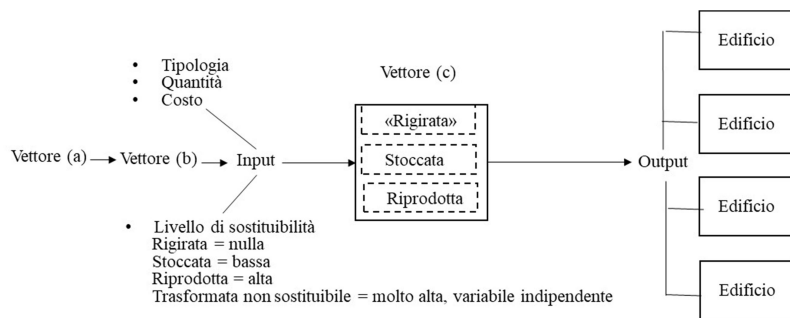 • Tipologia
• Quantità
• Costo
Vettore (a)
Vettore (b)
Input
Vettore (c)
«Rigirata»
Stoccata
Riprodotta
Output
Edificio
Edificio
Edificio
Edificio
• Livello di sostituibilità
Rigirata = nulla
Stoccata = bassa
Riprodotta = alta
Trasformata non sostituibile = molto alta, variabile indipendente